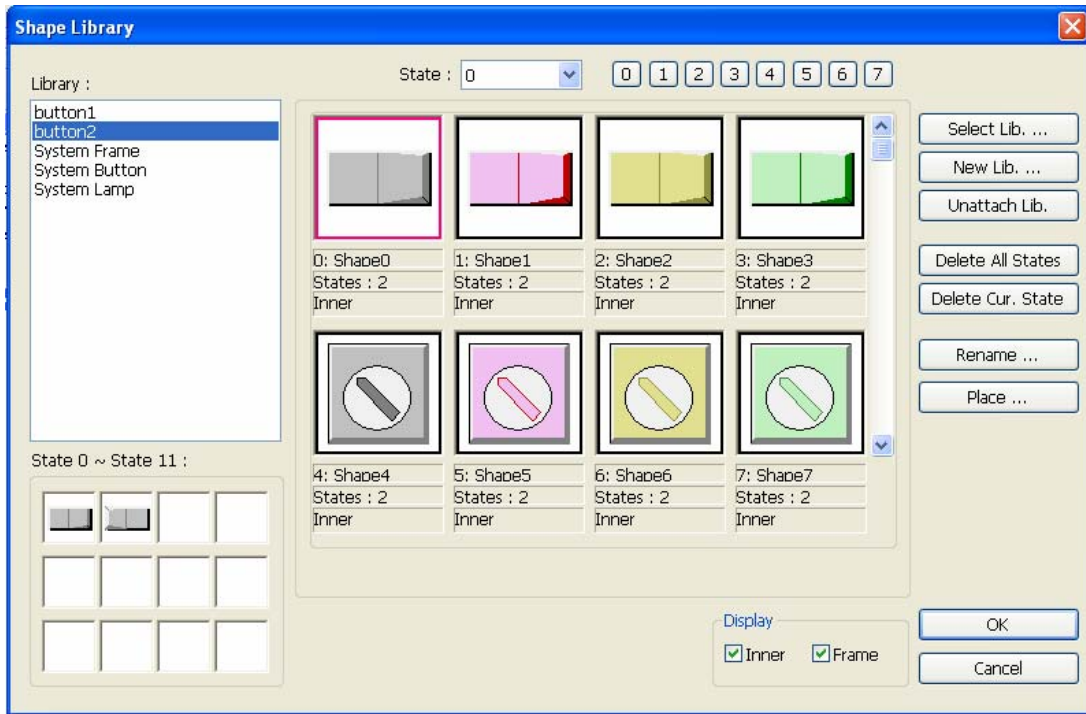 Shape Library
Library :
State : 0
0 1 2 3 4 5 6 7
button1
button2
System Frame
System Button
System Lamp
0: Shape0 1: Shape1 2: Shape2 3: Shape3
States : 2 States : 2 States : 2 States : 2
Inner Inner Inner Inner
4: Shape4 5: Shape5 6: Shape6 7: Shape7
States : 2 States : 2 States : 2 States : 2
Inner Inner Inner Inner
Select Lib. ...
New Lib. ...
Unattach Lib.
Delete All States
Delete Cur. State
Rename ...
Place ...
State 0 ~ State 11 :
Display
Inner Frame
OK
Cancel